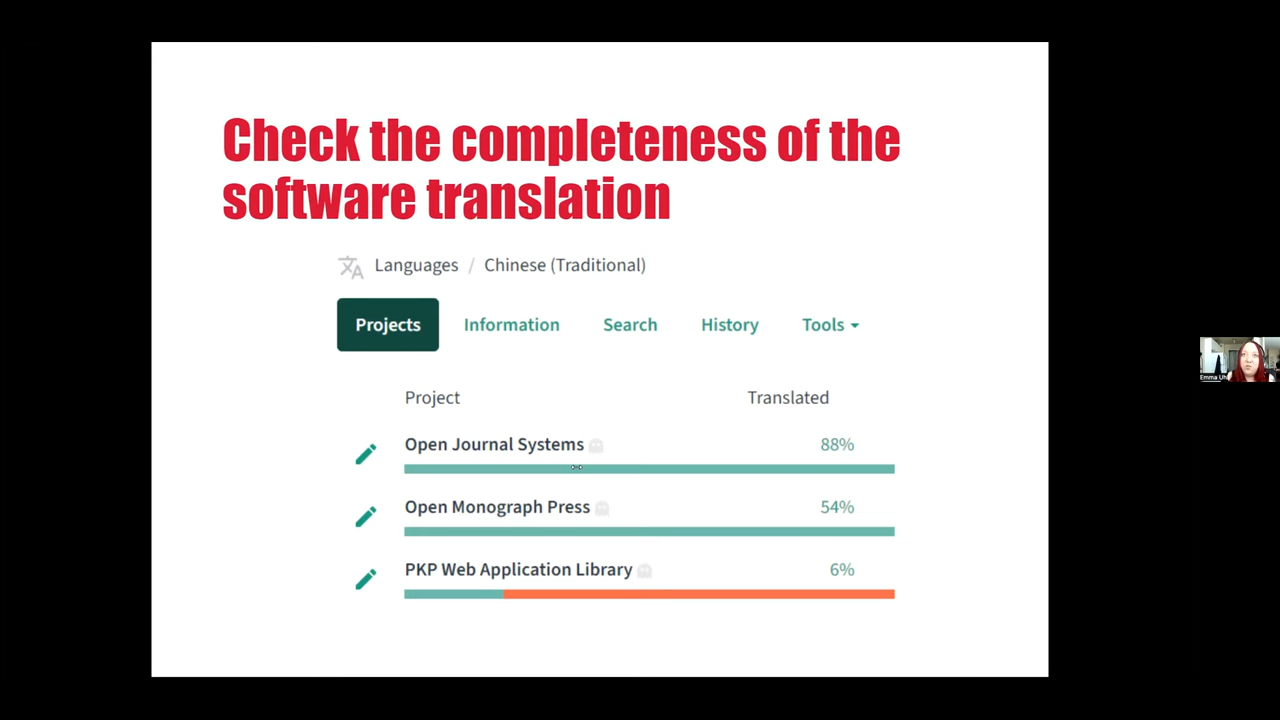 Check the completeness of the
software translation
Languages / Chinese (Traditional)
Projects Information Search History Tools
Project Translated
Open Journal Systems 88%
Open Monograph Press 54%
PKP Web Application Library 6%
Emma